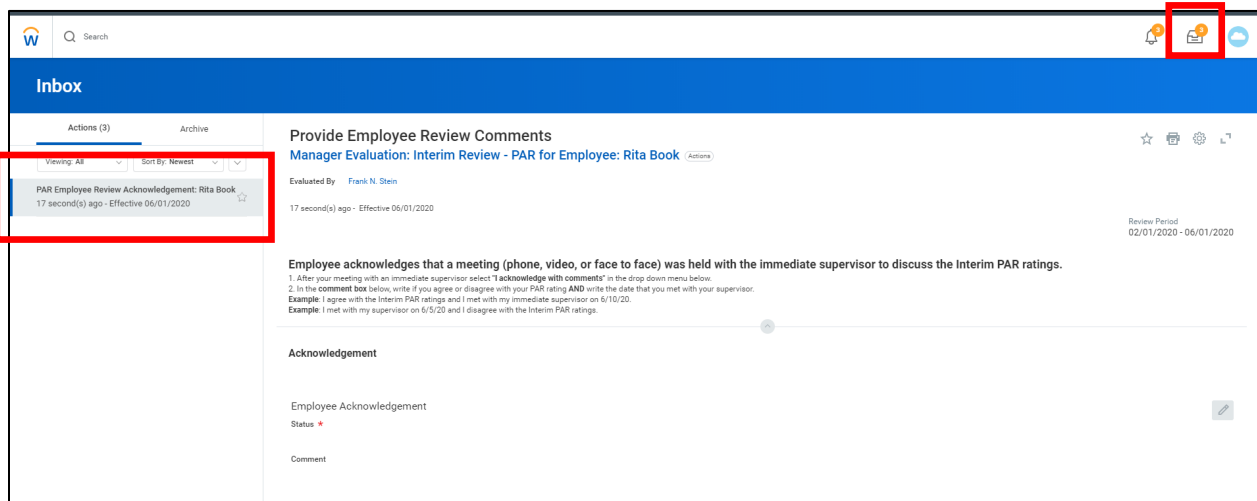 W
Search
3
3
Inbox
Actions (3)
Archive
Viewing: All
Sort By: Newest
PAR Employee Review Acknowledgement: Rita Book
17 second(s) ago - Effective 06/01/2020
Provide Employee Review Comments
Manager Evaluation: Interim Review - PAR for Employee: Rita Book Actions
Evaluated By Frank N. Stein
17 second(s) ago - Effective 06/01/2020
Review Period
02/01/2020 - 06/01/2020
Employee acknowledges that a meeting (phone, video, or face to face) was held with the immediate supervisor to discuss the Interim PAR ratings.
1. After your meeting with an immediate supervisor select "I acknowledge with comments" in the drop down menu below.
2. In the comment box below, write if you agree or disagree with your PAR rating AND write the date that you met with your supervisor.
Example: I agree with the Interim PAR ratings and I met with my immediate supervisor on 6/10/20.
Example: I met with my supervisor on 6/5/20 and I disagree with the Interim PAR ratings.
Acknowledgement
Employee Acknowledgement
Status *
Comment